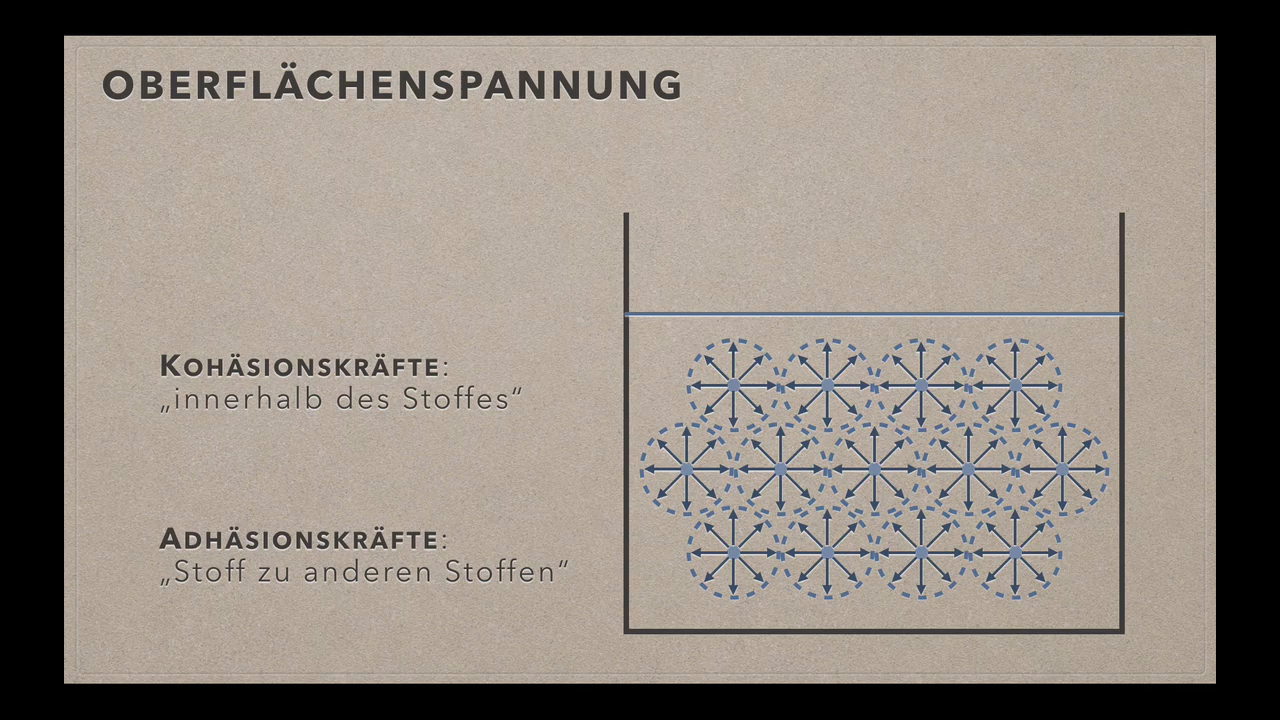 OBERFLÄCHENSPANNUNG
KOHÄSIONSKRÄFTE:
„innerhalb des Stoffes“
ADHÄSIONSKRÄFTE:
„Stoff zu anderen Stoffen“